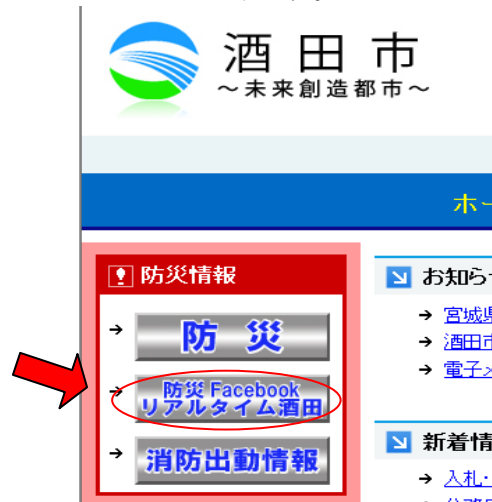 酒田市
～未来創造都市～
ホー
防災情報
防災
防災 Facebook
リアルタイム酒田
消防出動情報
お知ら
宮城
酒田
電子
新着情
入札・